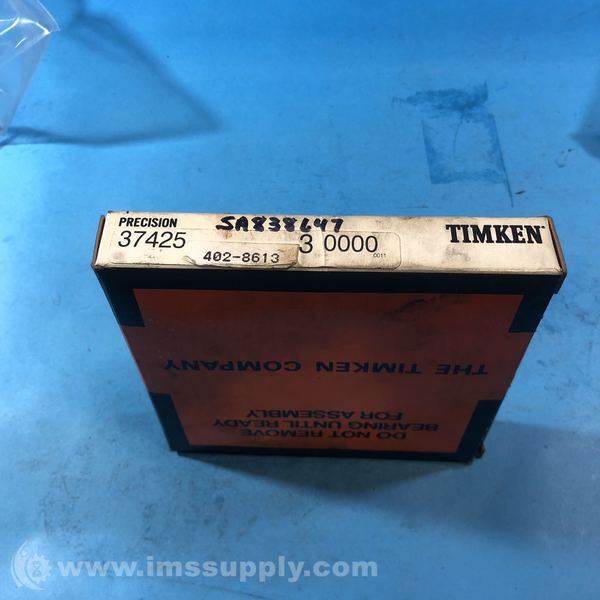 PRECISION
SA838647
TIMKEN
37425
3 0000
402-8613
0011
THE TIMKEN COMPANY
DO NOT REMOVE
BEARING UNTIL READY
FOR ASSEMBLY
www.imssupply.com